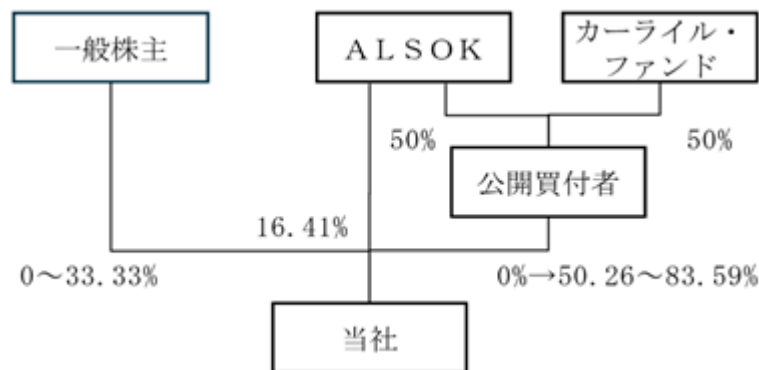 一般株主
ＡＬＳＯＫ
カーライル・
ファンド
50%
50%
公開買付者
16.41%
0～33.33%
0%→50.26～83.59%
当社